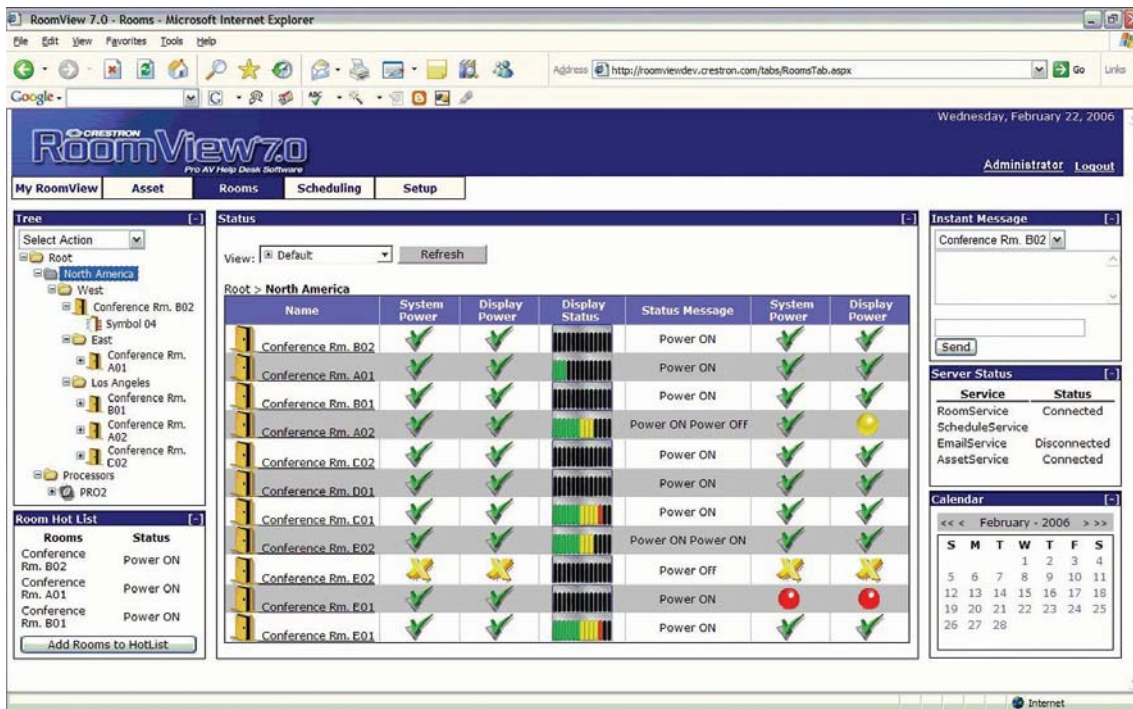 RoomView 7.0 - Rooms - Microsoft Internet Explorer
File Edit View Favorites Tools Help
Address http://roomviewdev.crestron.com/tabs/RoomsTab.aspx Go Links
Google - G ABC
Wednesday, February 22, 2006
CRESTRON
RoomView 7.0
Pro AV Help Desk Software
Administrator Logout
My RoomView Asset Rooms Scheduling Setup
Tree [-]
Select Action
Root
North America
West
Conference Rm. B02
Symbol 04
East
Conference Rm.
A01
Los Angeles
Conference Rm.
B01
Conference Rm.
A02
Conference Rm.
C02
Processors
PRO2
Room Hot List [-]
Rooms Status
Conference
Rm. B02 Power ON
Conference
Rm. A01 Power ON
Conference
Rm. B01 Power ON
Add Rooms to HotList
Status [-]
View: Default Refresh
Root > North America
Name System Power Display Power Display Status Status Message System Power Display Power
Conference Rm. B02 Power ON
Conference Rm. A01 Power ON
Conference Rm. B01 Power ON
Conference Rm. A02 Power ON Power OFF
Conference Rm. C02 Power ON
Conference Rm. D01 Power ON
Conference Rm. C01 Power ON
Conference Rm. E02 Power ON Power ON
Conference Rm. E02 Power Off
Conference Rm. E01 Power ON
Conference Rm. E01 Power ON
Instant Message [-]
Conference Rm. B02
Send
Server Status [-]
Service Status
RoomService Connected
ScheduleService
EmailService Disconnected
AssetService Connected
Calendar [-]
<< < February - 2006 > >>
S M T W T F S
1 2 3 4
5 6 7 8 9 10 11
12 13 14 15 16 17 18
19 20 21 22 23 24 25
26 27 28
Internet